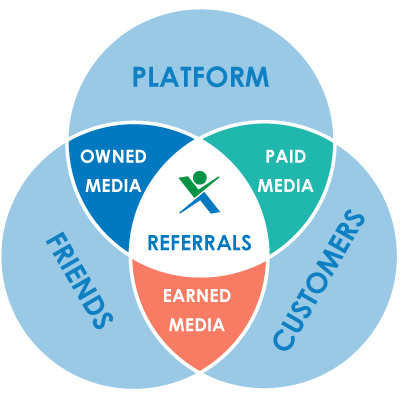 PLATFORM
OWNED
MEDIA
PAID
MEDIA
REFERRALS
FRIENDS
CUSTOMERS
EARNED
MEDIA